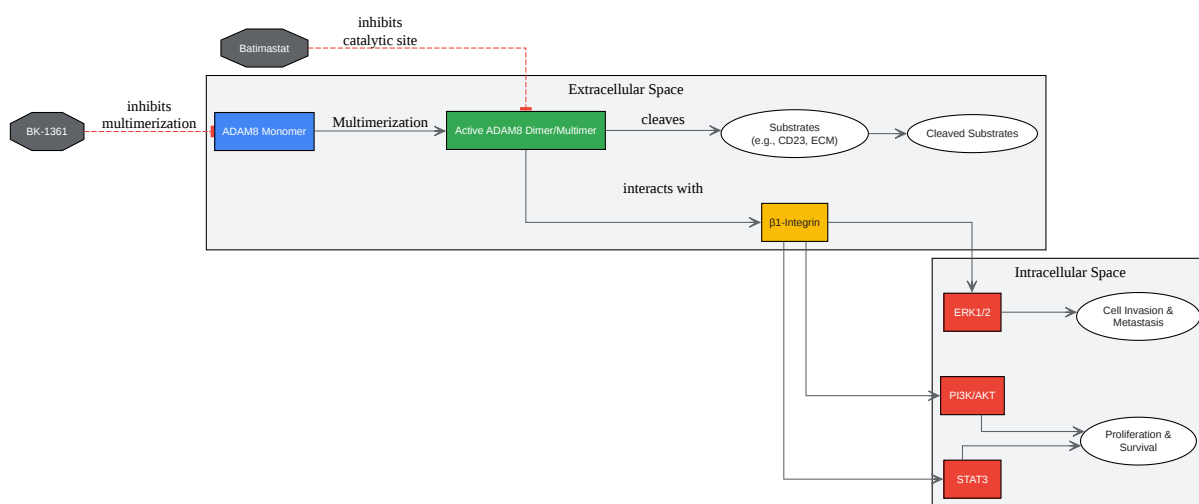 inhibits
catalytic site
Batimastat
Extracellular Space
inhibits
multimerization
BK-1361
ADAM8 Monomer
Multimerization
Active ADAM8 Dimer/Multimer
cleaves
Substrates
(e.g., CD23, ECM)
Cleaved Substrates
interacts with
β1-Integrin
Intracellular Space
ERK1/2
Cell Invasion &
Metastasis
PI3K/AKT
Proliferation &
Survival
STAT3